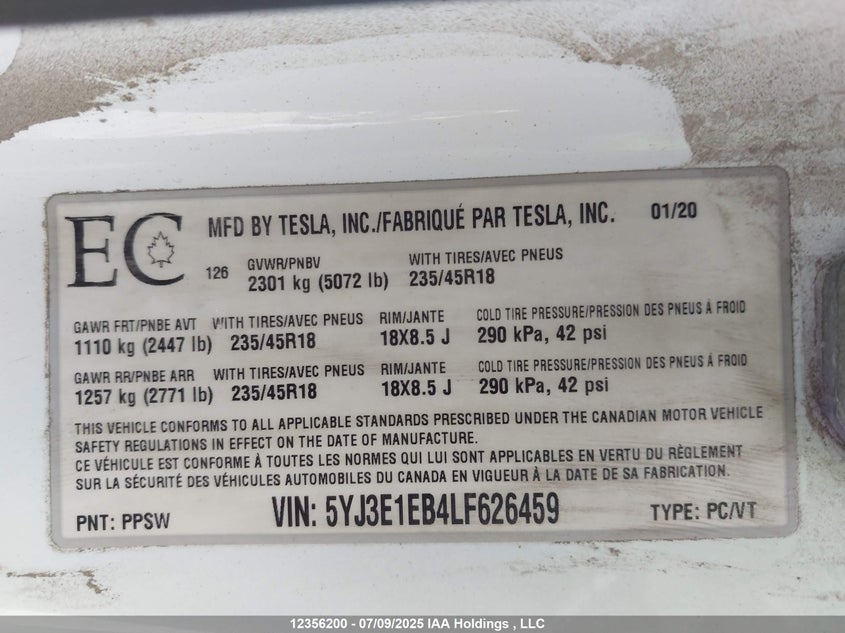 EC MFD BY TESLA, INC./FABRIQUÉ PAR TESLA, INC. 01/20
126 GVWR/PNBV WITH TIRES/AVEC PNEUS
2301 kg (5072 lb) 235/45R18
GAWR FRT/PNBE AVT WITH TIRES/AVEC PNEUS RIM/JANTE COLD TIRE PRESSURE/PRESSION DES PNEUS À FROID
1110 kg (2447 lb) 235/45R18 18X8.5 J 290 kPa, 42 psi
GAWR RR/PNBE ARR WITH TIRES/AVEC PNEUS RIM/JANTE COLD TIRE PRESSURE/PRESSION DES PNEUS À FROID
1257 kg (2771 lb) 235/45R18 18X8.5 J 290 kPa, 42 psi
THIS VEHICLE CONFORMS TO ALL APPLICABLE STANDARDS PRESCRIBED UNDER THE CANADIAN MOTOR VEHICLE
SAFETY REGULATIONS IN EFFECT ON THE DATE OF MANUFACTURE.
CE VÉHICULE EST CONFORME À TOUTES LES NORMES QUI LUI SONT APPLICABLES EN VERTU DU RÈGLEMENT
SUR LA SÉCURITÉ DES VÉHICULES AUTOMOBILES DU CANADA EN VIGUEUR À LA DATE DE SA FABRICATION.
PNT: PPSW VIN: 5YJ3E1EB4LF626459 TYPE: PC/VT
12356200 - 07/09/2025 IAA Holdings , LLC